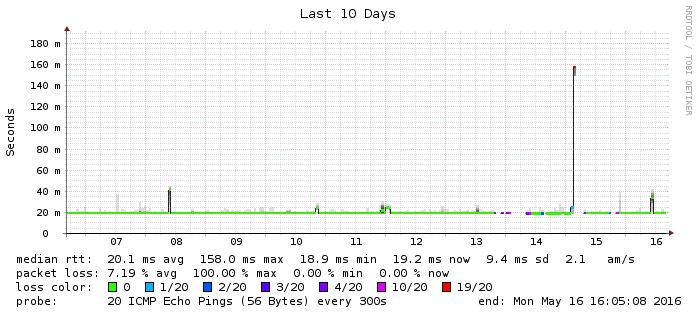 Last 10 Days
RRDTOOL / TOBI OETIKER
Seconds
180 m
160 m
140 m
120 m
100 m
80 m
60 m
40 m
20 m
0
07 08 09 10 11 12 13 14 15 16
median rtt: 20.1 ms avg 158.0 ms max 18.9 ms min 19.2 ms now 9.4 ms sd 2.1 am/s
packet loss: 7.19 % avg 100.00 % max 0.00 % min 0.00 % now
loss color: 0 1/20 2/20 3/20 4/20 10/20 19/20
probe: 20 ICMP Echo Pings (56 Bytes) every 300s end: Mon May 16 16:05:08 2016